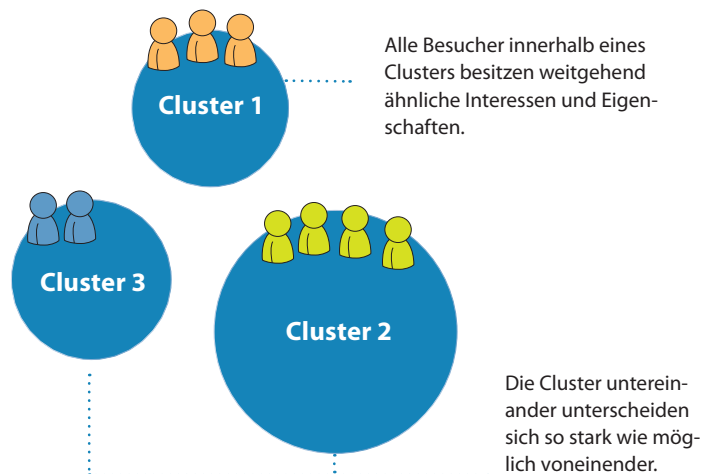 Alle Besucher innerhalb eines
Clusters besitzen weitgehend
ähnliche Interessen und Eigen-
schaften.
Cluster 1
Cluster 3
Cluster 2
Die Cluster unterein-
ander unterscheiden
sich so stark wie mög-
lich voneinender.